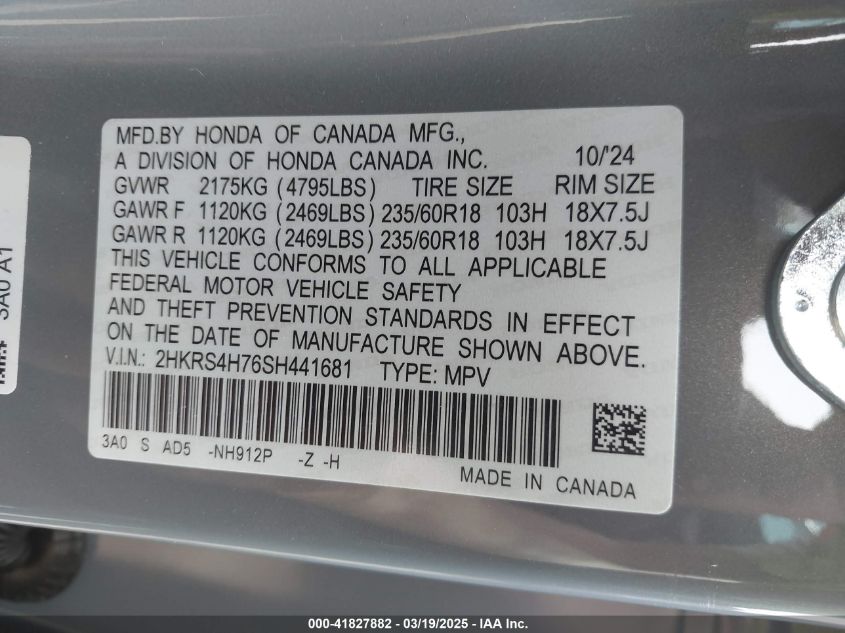 MFD.BY HONDA OF CANADA MFG.,
A DIVISION OF HONDA CANADA INC. 10/'24
GVWR 2175KG (4795LBS) TIRE SIZE RIM SIZE
GAWR F 1120KG (2469LBS) 235/60R18 103H 18X7.5J
GAWR R 1120KG (2469LBS) 235/60R18 103H 18X7.5J
THIS VEHICLE CONFORMS TO ALL APPLICABLE
FEDERAL MOTOR VEHICLE SAFETY
AND THEFT PREVENTION STANDARDS IN EFFECT
ON THE DATE OF MANUFACTURE SHOWN ABOVE.
V.I.N.: 2HKRS4H76SH441681 TYPE: MPV
3A0 S AD5 -NH912P -Z -H
MADE IN CANADA
3A0 A1
000-41827882 - 03/19/2025 - IAA Inc.